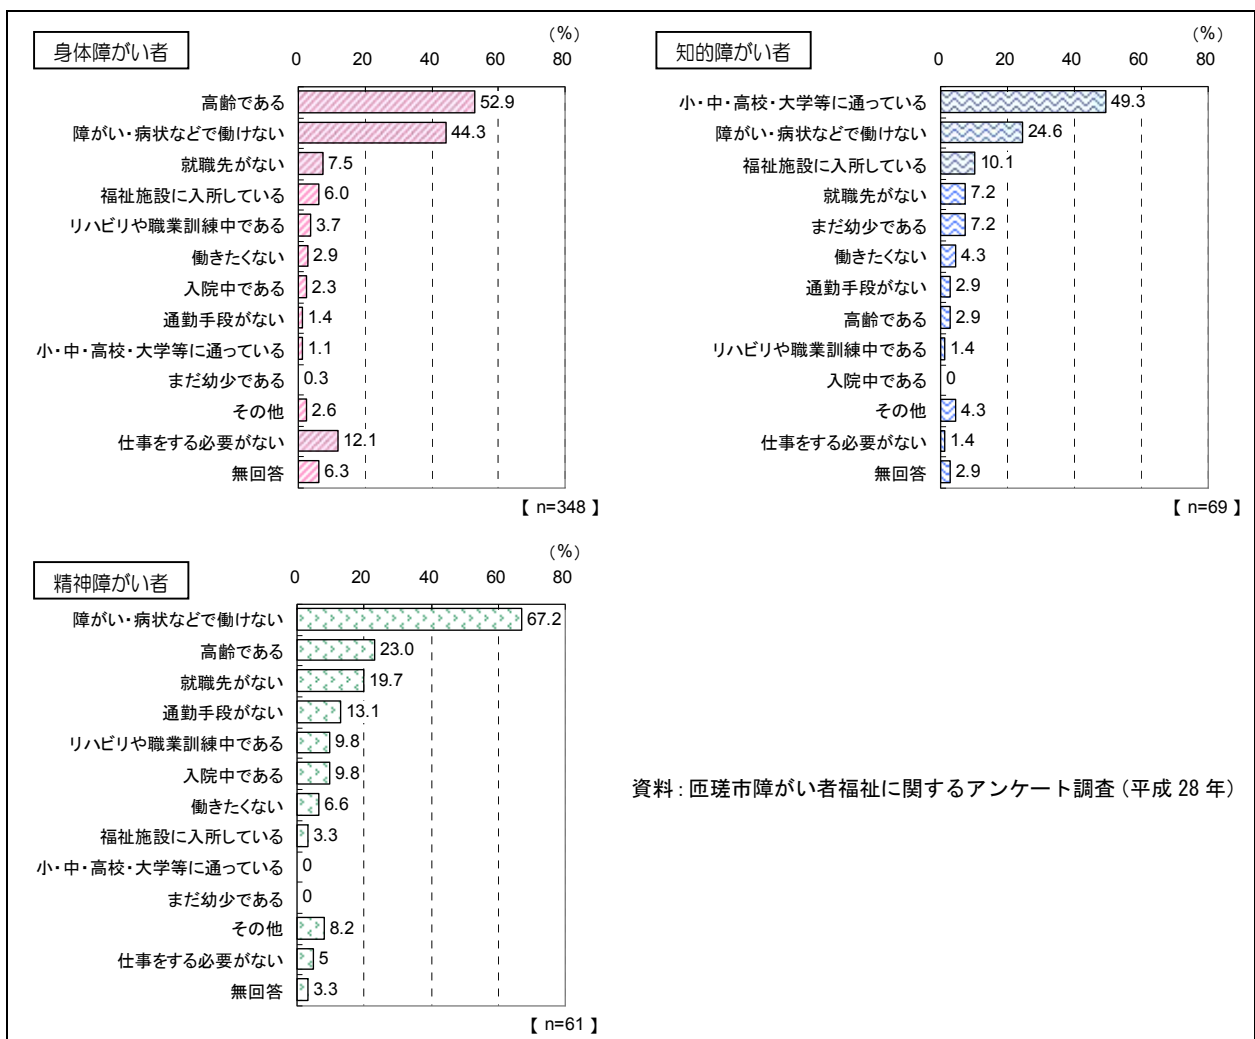 身体障がい者
(%)
0 20 40 60 80
高齢である 52.9
障がい・病状などで働けない 44.3
就職先がない 7.5
福祉施設に入所している 6.0
リハビリや職業訓練中である 3.7
働きたくない 2.9
入院中である 2.3
通勤手段がない 1.4
小・中・高校・大学等に通っている 1.1
まだ幼少である 0.3
その他 2.6
仕事をする必要がない 12.1
無回答 6.3
【 n=348 】
知的障がい者
(%)
0 20 40 60 80
小・中・高校・大学等に通っている 49.3
障がい・病状などで働けない 24.6
福祉施設に入所している 10.1
就職先がない 7.2
まだ幼少である 7.2
働きたくない 4.3
通勤手段がない 2.9
高齢である 2.9
リハビリや職業訓練中である 1.4
入院中である 0
その他 4.3
仕事をする必要がない 1.4
無回答 2.9
【 n=69 】
精神障がい者
(%)
0 20 40 60 80
障がい・病状などで働けない 67.2
高齢である 23.0
就職先がない 19.7
通勤手段がない 13.1
リハビリや職業訓練中である 9.8
入院中である 9.8
働きたくない 6.6
福祉施設に入所している 3.3
小・中・高校・大学等に通っている 0
まだ幼少である 0
その他 8.2
仕事をする必要がない 5
無回答 3.3
【 n=61 】
資料：匝瑳市障がい者福祉に関するアンケート調査（平成 28 年）